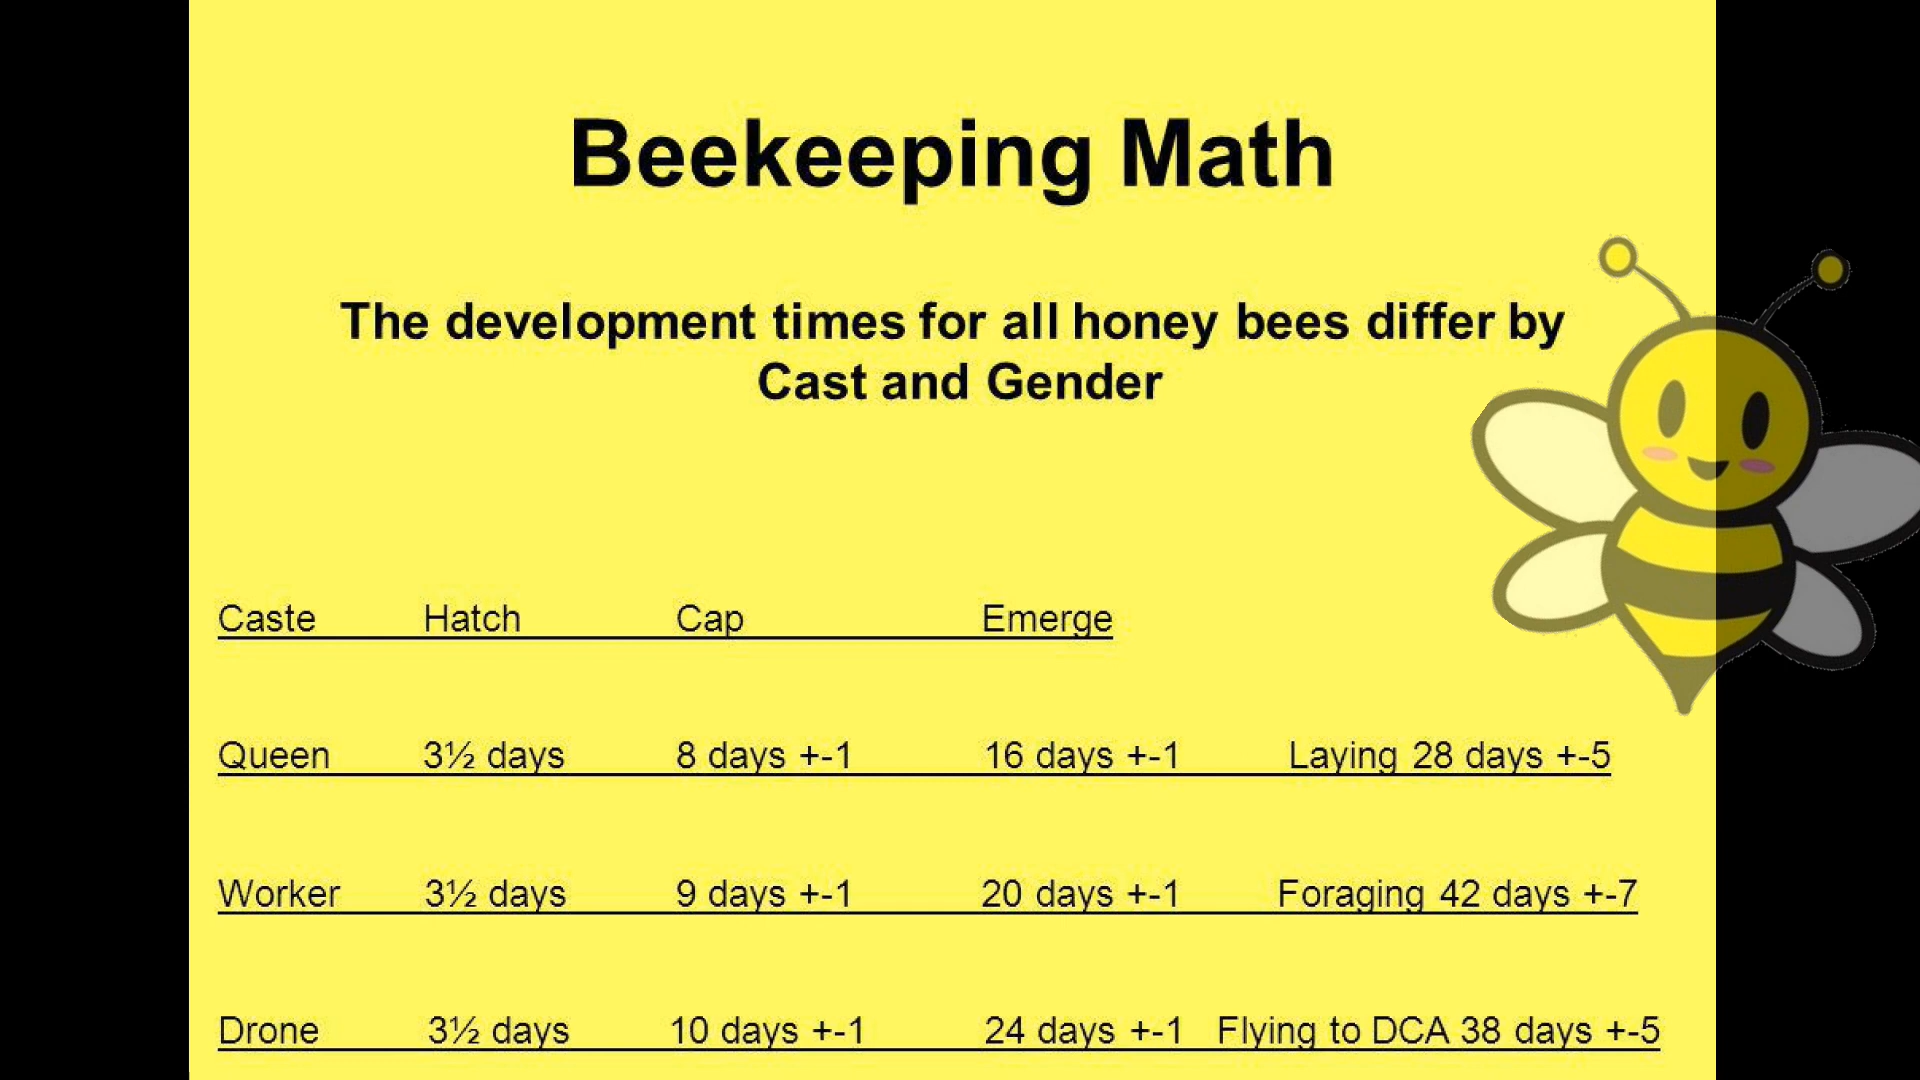 Beekeeping Math
The development times for all honey bees differ by
Cast and Gender
Caste Hatch Cap Emerge
Queen 3½ days 8 days +-1 16 days +-1 Laying 28 days +-5
Worker 3½ days 9 days +-1 20 days +-1 Foraging 42 days +-7
Drone 3½ days 10 days +-1 24 days +-1 Flying to DCA 38 days +-5